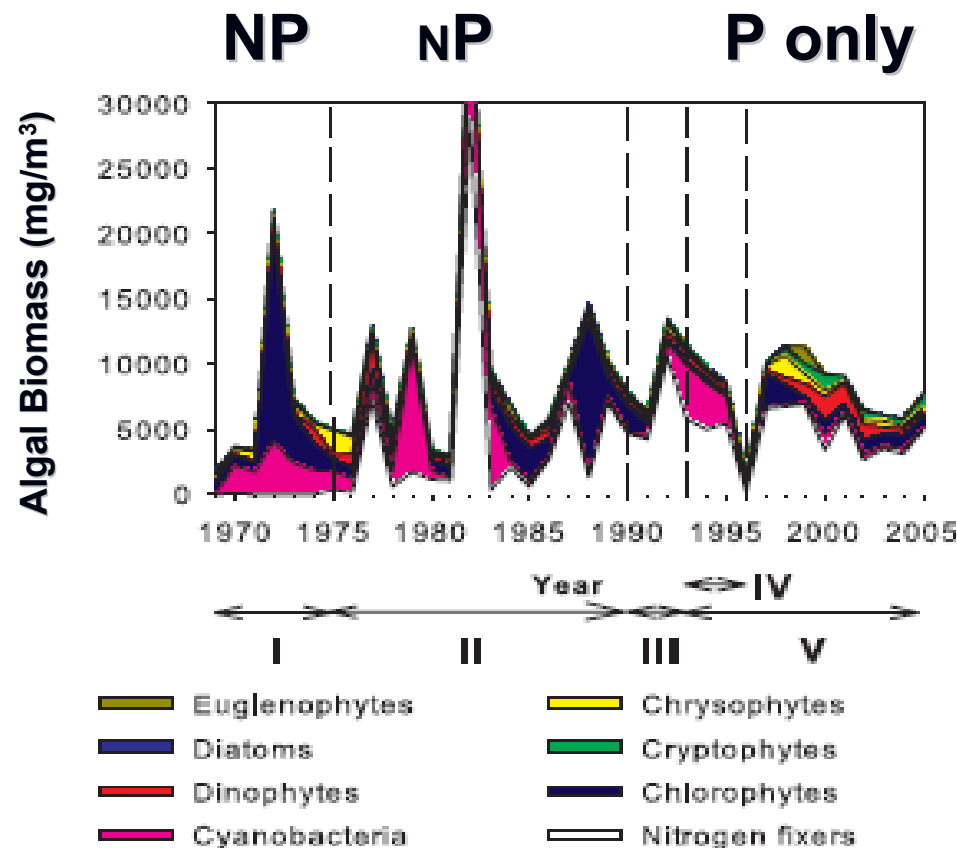 NP NP P only
Algal Biomass (mg/m³)
30000
25000
20000
15000
10000
5000
0
1970 1975 1980 1985 1990 1995 2000 2005
Year
IV
I II III V
Euglenophytes Chrysophytes
Diatoms Cryptophytes
Dinophytes Chlorophytes
Cyanobacteria Nitrogen fixers